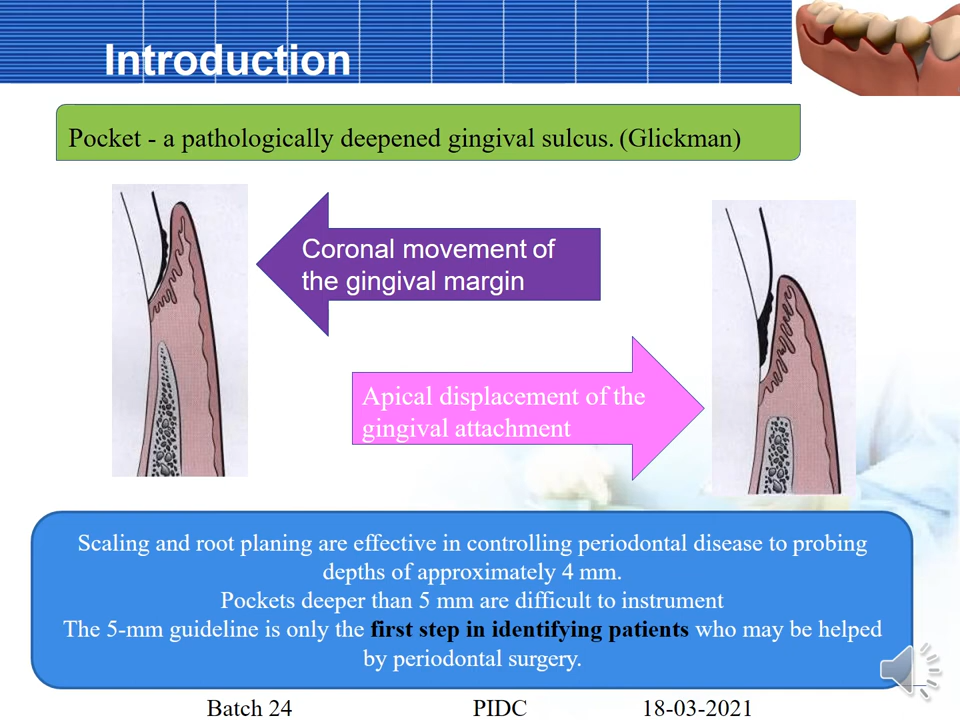 Introduction
Pocket - a pathologically deepened gingival sulcus. (Glickman)
Coronal movement of
the gingival margin
Apical displacement of the
gingival attachment
Scaling and root planing are effective in controlling periodontal disease to probing
depths of approximately 4 mm.
Pockets deeper than 5 mm are difficult to instrument
The 5-mm guideline is only the first step in identifying patients who may be helped
by periodontal surgery.
Batch 24 PIDC 18-03-2021